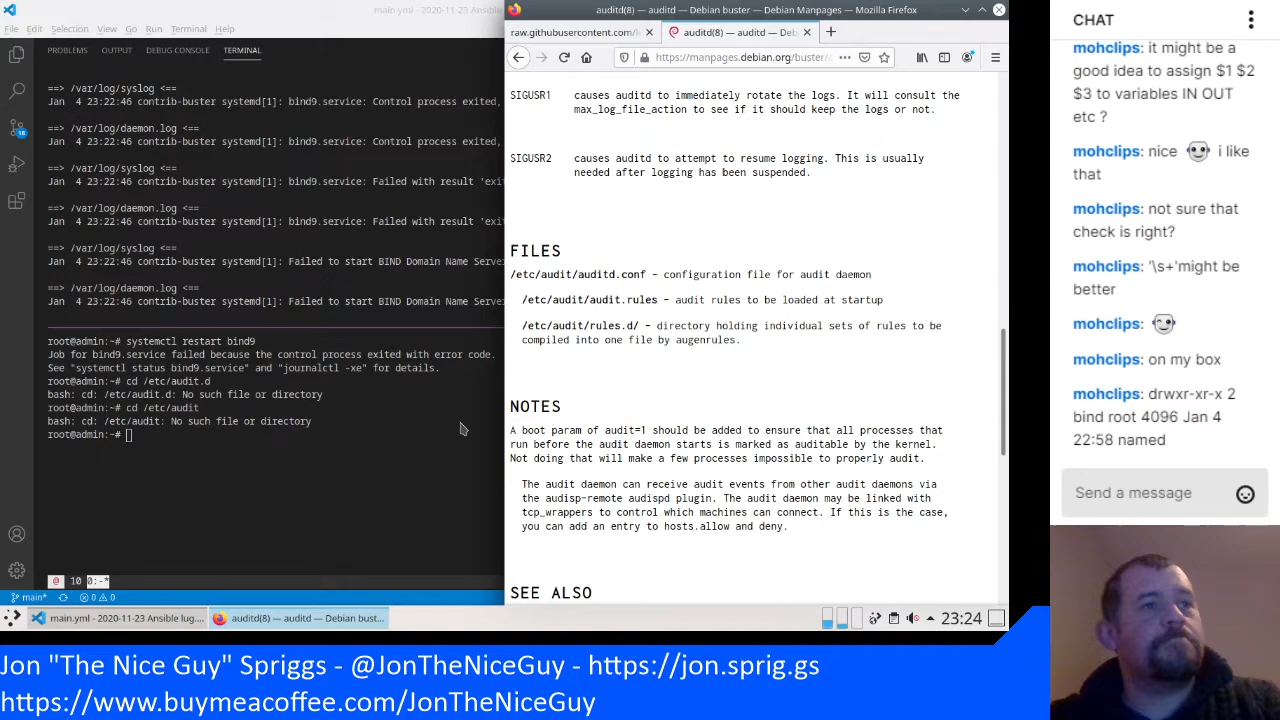 main.yml - 2020-11-23 Ansible
File Edit Selection View Go Run Terminal Help
PROBLEMS OUTPUT DEBUG CONSOLE TERMINAL
==> /var/log/syslog <==
Jan 4 23:22:46 contrib-buster systemd[1]: bind9.service: Control process exited,
==> /var/log/daemon.log <==
Jan 4 23:22:46 contrib-buster systemd[1]: bind9.service: Control process exited,
==> /var/log/syslog <==
Jan 4 23:22:46 contrib-buster systemd[1]: bind9.service: Failed with result 'exi
==> /var/log/daemon.log <==
Jan 4 23:22:46 contrib-buster systemd[1]: bind9.service: Failed with result 'exi
==> /var/log/syslog <==
Jan 4 23:22:46 contrib-buster systemd[1]: Failed to start BIND Domain Name Server
==> /var/log/daemon.log <==
Jan 4 23:22:46 contrib-buster systemd[1]: Failed to start BIND Domain Name Server
root@admin:~# systemctl restart bind9
Job for bind9.service failed because the control process exited with error code.
See "systemctl status bind9.service" and "journalctl -xe" for details.
root@admin:~# cd /etc/audit.d
bash: cd: /etc/audit.d: No such file or directory
root@admin:~# cd /etc/audit
bash: cd: /etc/audit: No such file or directory
root@admin:~#
@ 10 0:-*
main* 0 0
auditd(8) — auditd — Debian buster — Debian Manpages — Mozilla Firefox
raw.githubusercontent.com/l auditd(8) — auditd — Deb
https://manpages.debian.org/buster/
SIGUSR1 causes auditd to immediately rotate the logs. It will consult the
max_log_file_action to see if it should keep the logs or not.
SIGUSR2 causes auditd to attempt to resume logging. This is usually
needed after logging has been suspended.
FILES
/etc/audit/auditd.conf - configuration file for audit daemon
/etc/audit/audit.rules - audit rules to be loaded at startup
/etc/audit/rules.d/ - directory holding individual sets of rules to be
compiled into one file by augenrules.
NOTES
A boot param of audit=1 should be added to ensure that all processes that
run before the audit daemon starts is marked as auditable by the kernel.
Not doing that will make a few processes impossible to properly audit.
The audit daemon can receive audit events from other audit daemons via
the audisp-remote audispd plugin. The audit daemon may be linked with
tcp_wrappers to control which machines can connect. If this is the case,
you can add an entry to hosts.allow and deny.
SEE ALSO
main.yml - 2020-11-23 Ansible lug.... auditd(8) — auditd — Debian bust... 23:24
CHAT
mohclips: it might be a
good idea to assign $1 $2
$3 to variables IN OUT
etc ?
mohclips: nice i like
that
mohclips: not sure that
check is right?
mohclips: '\s+'might be
better
mohclips:
mohclips: on my box
mohclips: drwxr-xr-x 2
bind root 4096 Jan 4
22:58 named
Send a message
Jon "The Nice Guy" Spriggs - @JonTheNiceGuy - https://jon.sprig.gs
https://www.buymeacoffee.com/JonTheNiceGuy